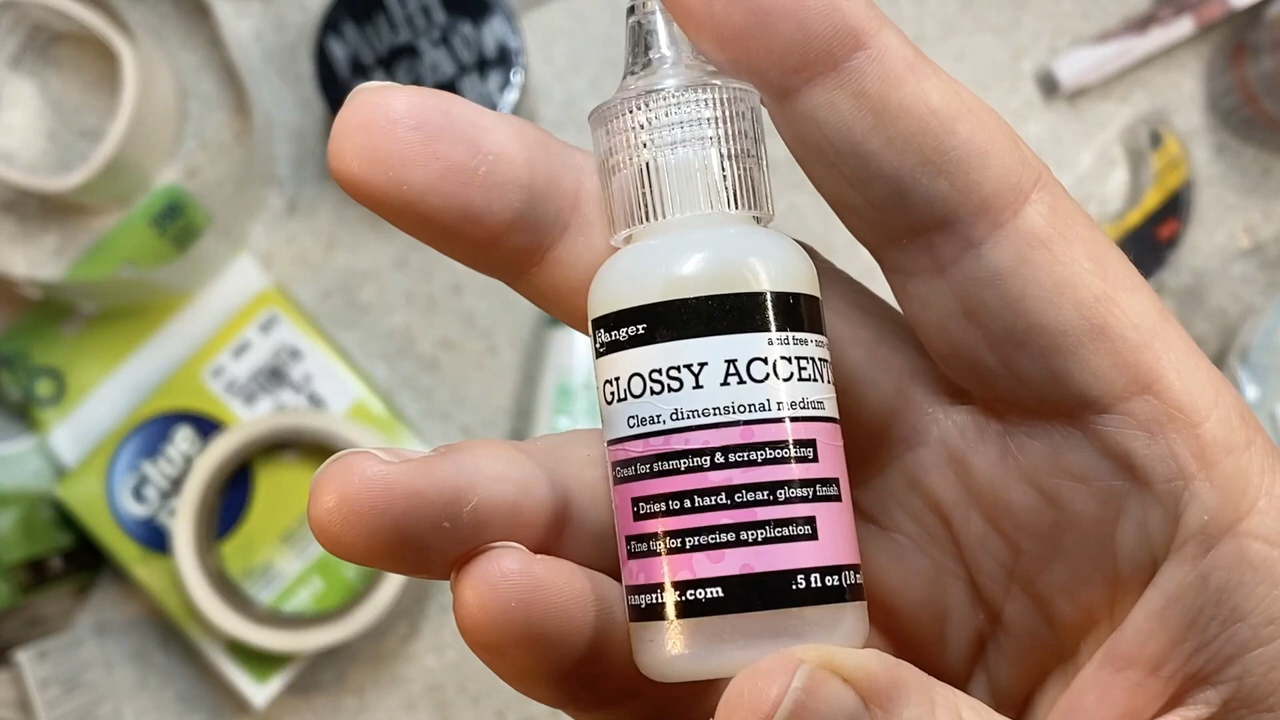 Ranger
acid free •
GLOSSY ACCENTS
Clear, dimensional medium
• Great for stamping & scrapbooking
• Dries to a hard, clear, glossy finish
• Fine tip for precise application
rangerink.com
.5 fl oz (18 m
Glue